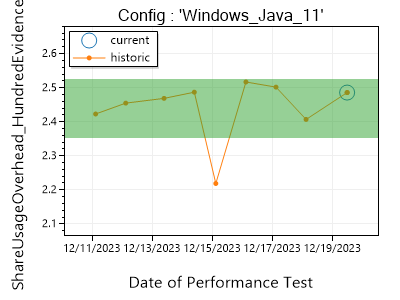 Config : 'Windows_Java_11'
current
historic
ShareUsageOverhead_HundredEvidence
2.6
2.5
2.4
2.3
2.2
2.1
12/11/2023 12/13/2023 12/15/2023 12/17/2023 12/19/2023
Date of Performance Test